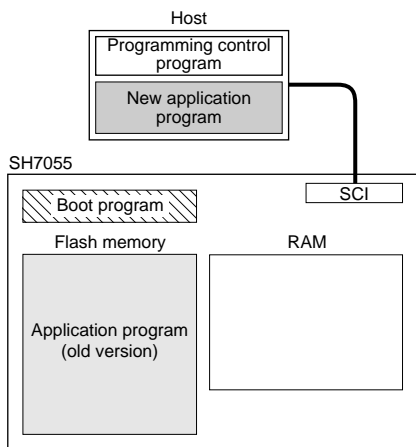 Host
Programming control
program
New application
program
SH7055
SCI
Boot program
Flash memory
RAM
Application program
(old version)